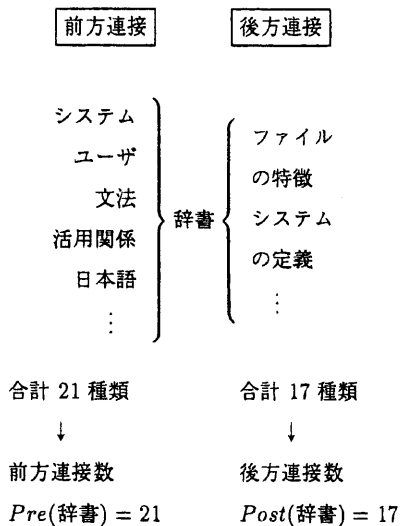 前方連接
後方連接
システム
ユーザ
文法
活用関係
日本語
⋮
辞書
ファイル
の特徴
システム
の定義
⋮
合計 21 種類
↓
前方連接数
Pre(辞書) = 21
合計 17 種類
↓
後方連接数
Post(辞書) = 17